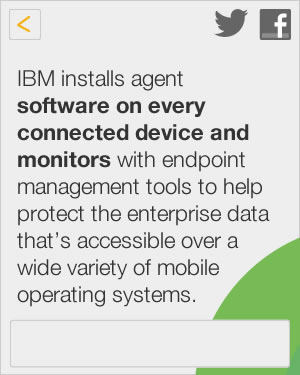 IBM installs agent
software on every
connected device and
monitors with endpoint
management tools to help
protect the enterprise data
that’s accessible over a
wide variety of mobile
operating systems.